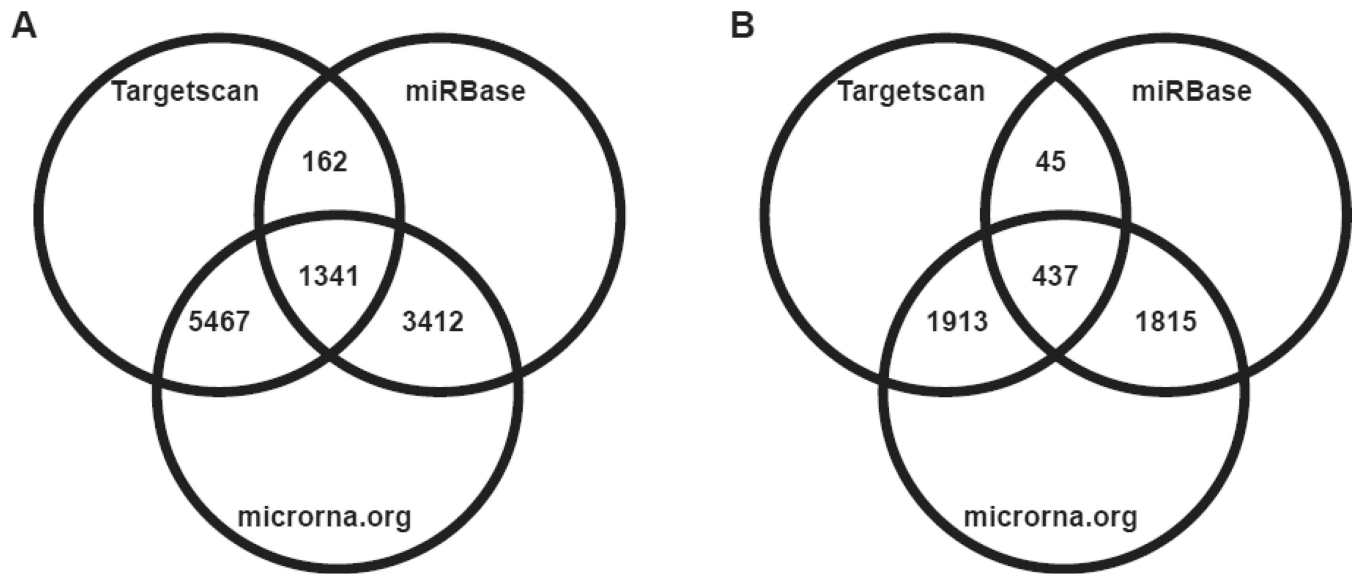 A
Targetscan
miRBase
162
1341
5467
3412
microrna.org
B
Targetscan
miRBase
45
437
1913
1815
microrna.org